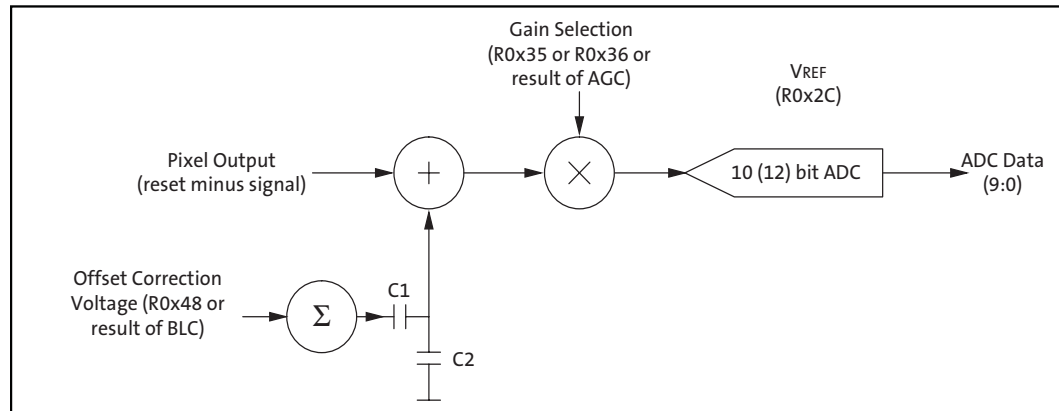 Gain Selection
(R0x35 or R0x36 or
result of AGC)
VREF
(R0x2C)
Pixel Output
(reset minus signal)
+
×
10 (12) bit ADC
ADC Data
(9:0)
Offset Correction
Voltage (R0x48 or
result of BLC)
Σ
C1
C2